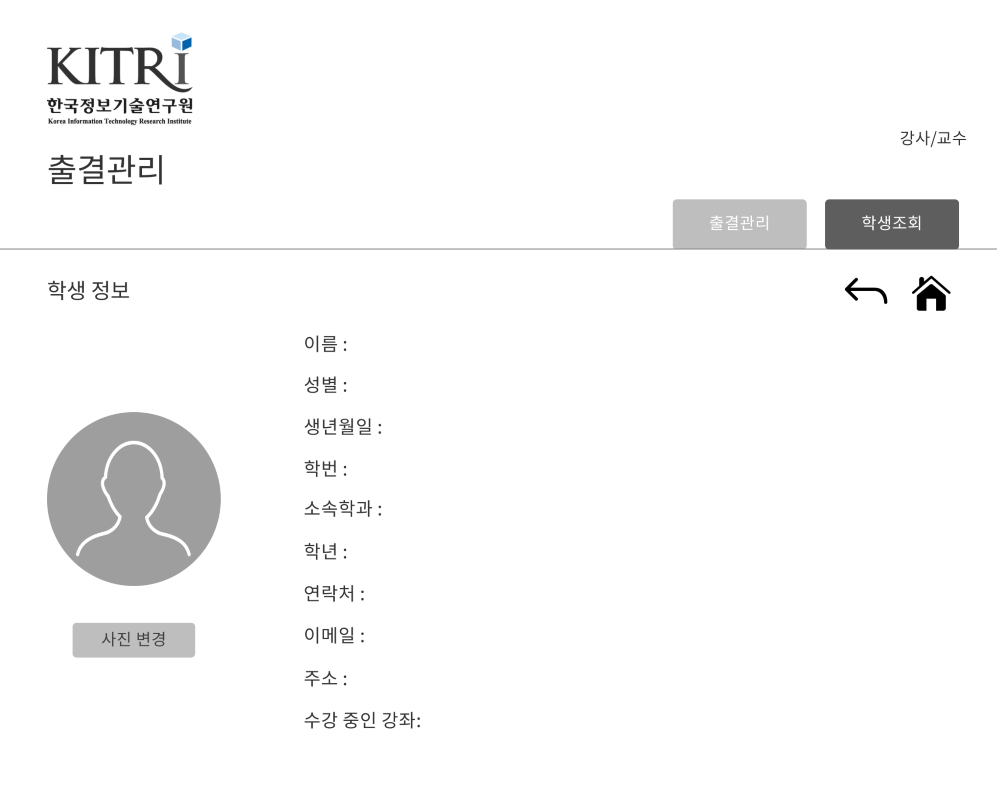 KITRI
한국정보기술연구원
Korea Information Technology Research Institute
강사/교수
출결관리
출결관리
학생조회
학생 정보
이름 :
성별 :
생년월일 :
학번 :
소속학과 :
학년 :
연락처 :
이메일 :
주소 :
수강 중인 강좌:
사진 변경